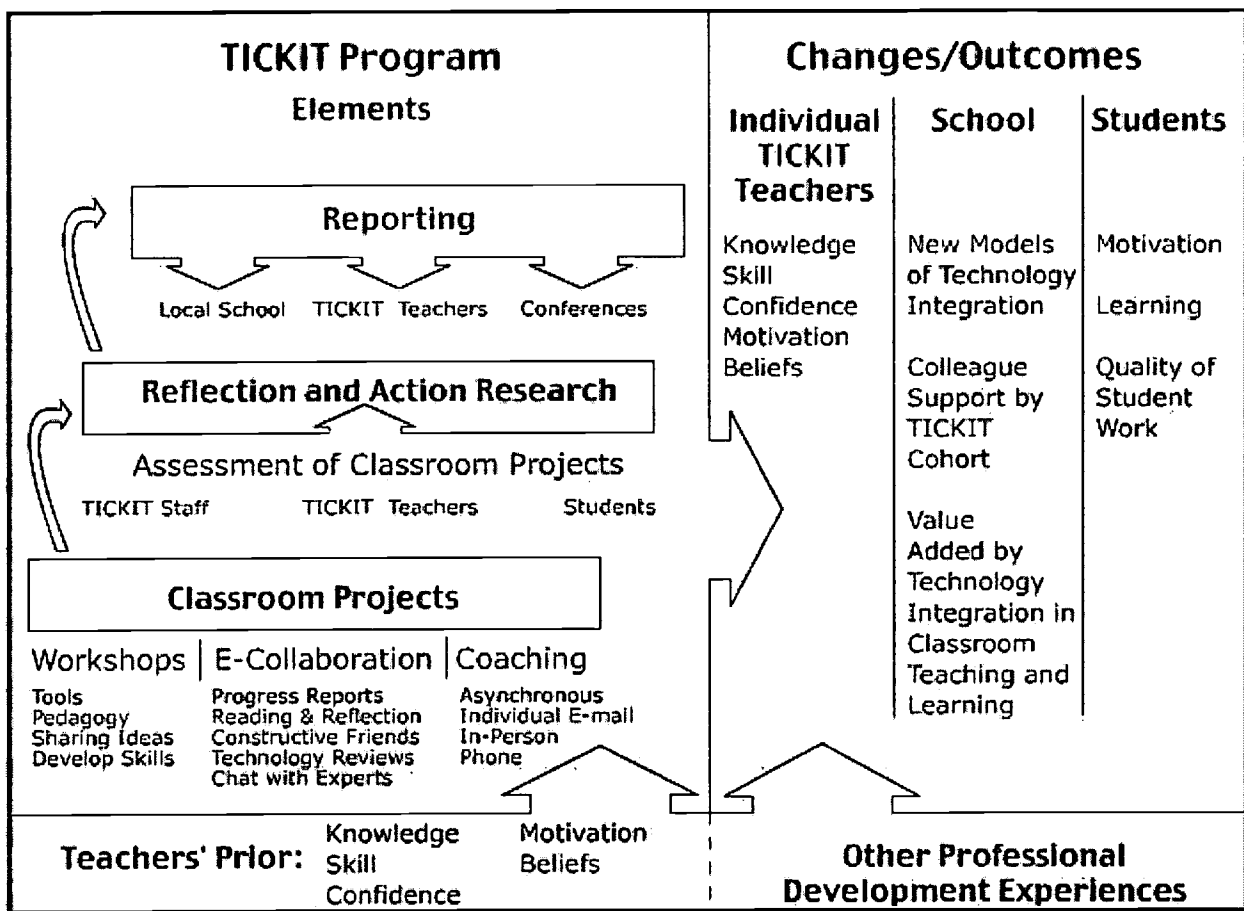 TICKIT Program
Elements
Reporting
Local School TICKIT Teachers Conferences
Reflection and Action Research
Assessment of Classroom Projects
TICKIT Staff TICKIT Teachers Students
Classroom Projects
Workshops E-Collaboration Coaching
Tools
Pedagogy
Sharing Ideas
Develop Skills
Progress Reports
Reading & Reflection
Constructive Friends
Technology Reviews
Chat with Experts
Asynchronous
Individual E-mail
In-Person
Phone
Teachers' Prior:
Knowledge
Skill
Confidence
Motivation
Beliefs
Changes/Outcomes
Individual
TICKIT
Teachers
Knowledge
Skill
Confidence
Motivation
Beliefs
School
New Models
of Technology
Integration
Colleague
Support by
TICKIT
Cohort
Value
Added by
Technology
Integration in
Classroom
Teaching and
Learning
Students
Motivation
Learning
Quality of
Student
Work
Other Professional
Development Experiences